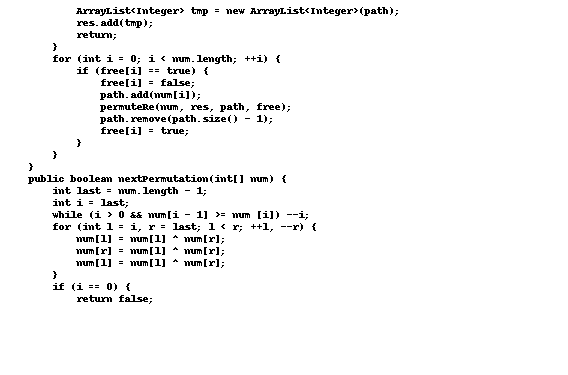 ArrayList<Integer> tmp = new ArrayList<Integer>(path);
res.add(tmp);
return;
}
for (int i = 0; i < num.length; ++i) {
if (free[i] == true) {
free[i] = false;
path.add(num[i]);
permuteRe(num, res, path, free);
path.remove(path.size() - 1);
free[i] = true;
}
}
}
public boolean nextPermutation(int[] num) {
int last = num.length - 1;
int i = last;
while (i > 0 && num[i - 1] >= num [i]) --i;
for (int l = i, r = last; l < r; ++l, --r) {
num[l] = num[l] ^ num[r];
num[r] = num[l] ^ num[r];
num[l] = num[l] ^ num[r];
}
if (i == 0) {
return false;